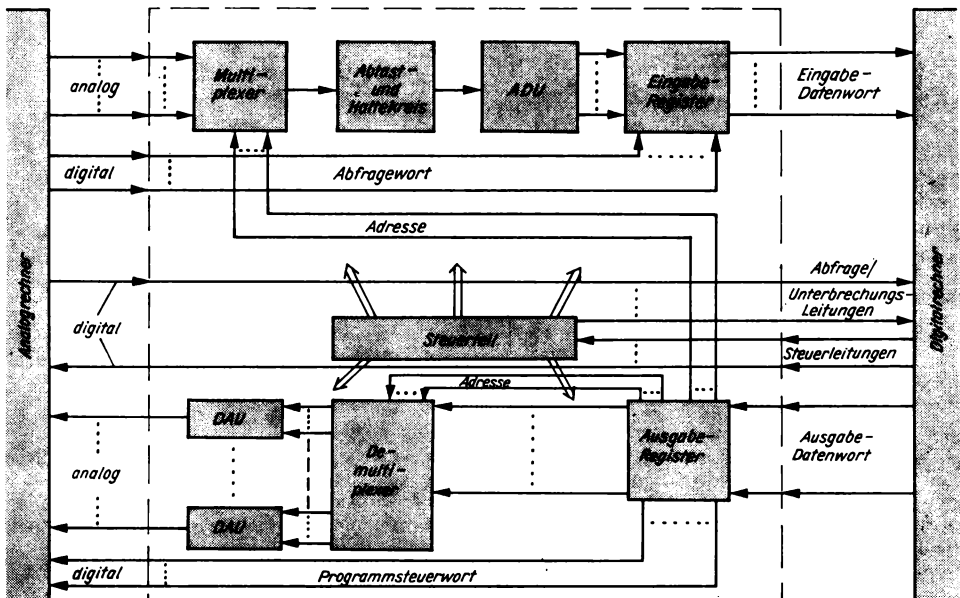 Analogrechner
analog
Multi-
plexer
Abtast-
und
Haltekreis
ADU
Eingabe-
Register
Eingabe-
Datenwort
digital
Abfragewort
Adresse
Abfrage/
Unterbrechungs-
Leitungen
digital
Steuerteil
Steuerleitungen
Adresse
DAU
De-
multi-
plexer
Ausgabe-
Register
Ausgabe-
Datenwort
analog
DAU
digital
Programmsteuerwort
Digitalrechner